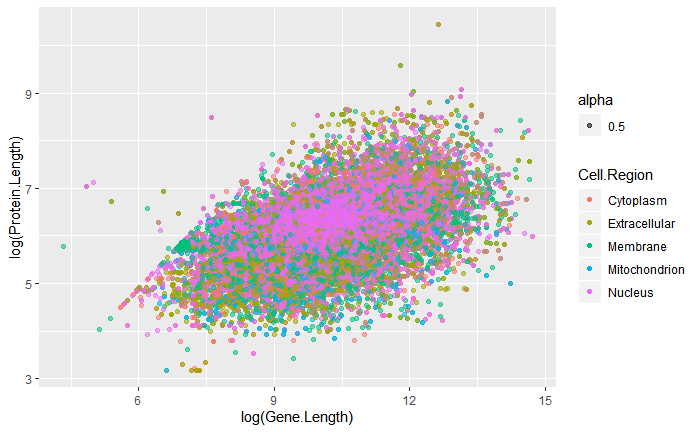 9
7
5
3
log(Protein.Length)
6
9
12
15
log(Gene.Length)
alpha
0.5
Cell.Region
Cytoplasm
Extracellular
Membrane
Mitochondrion
Nucleus